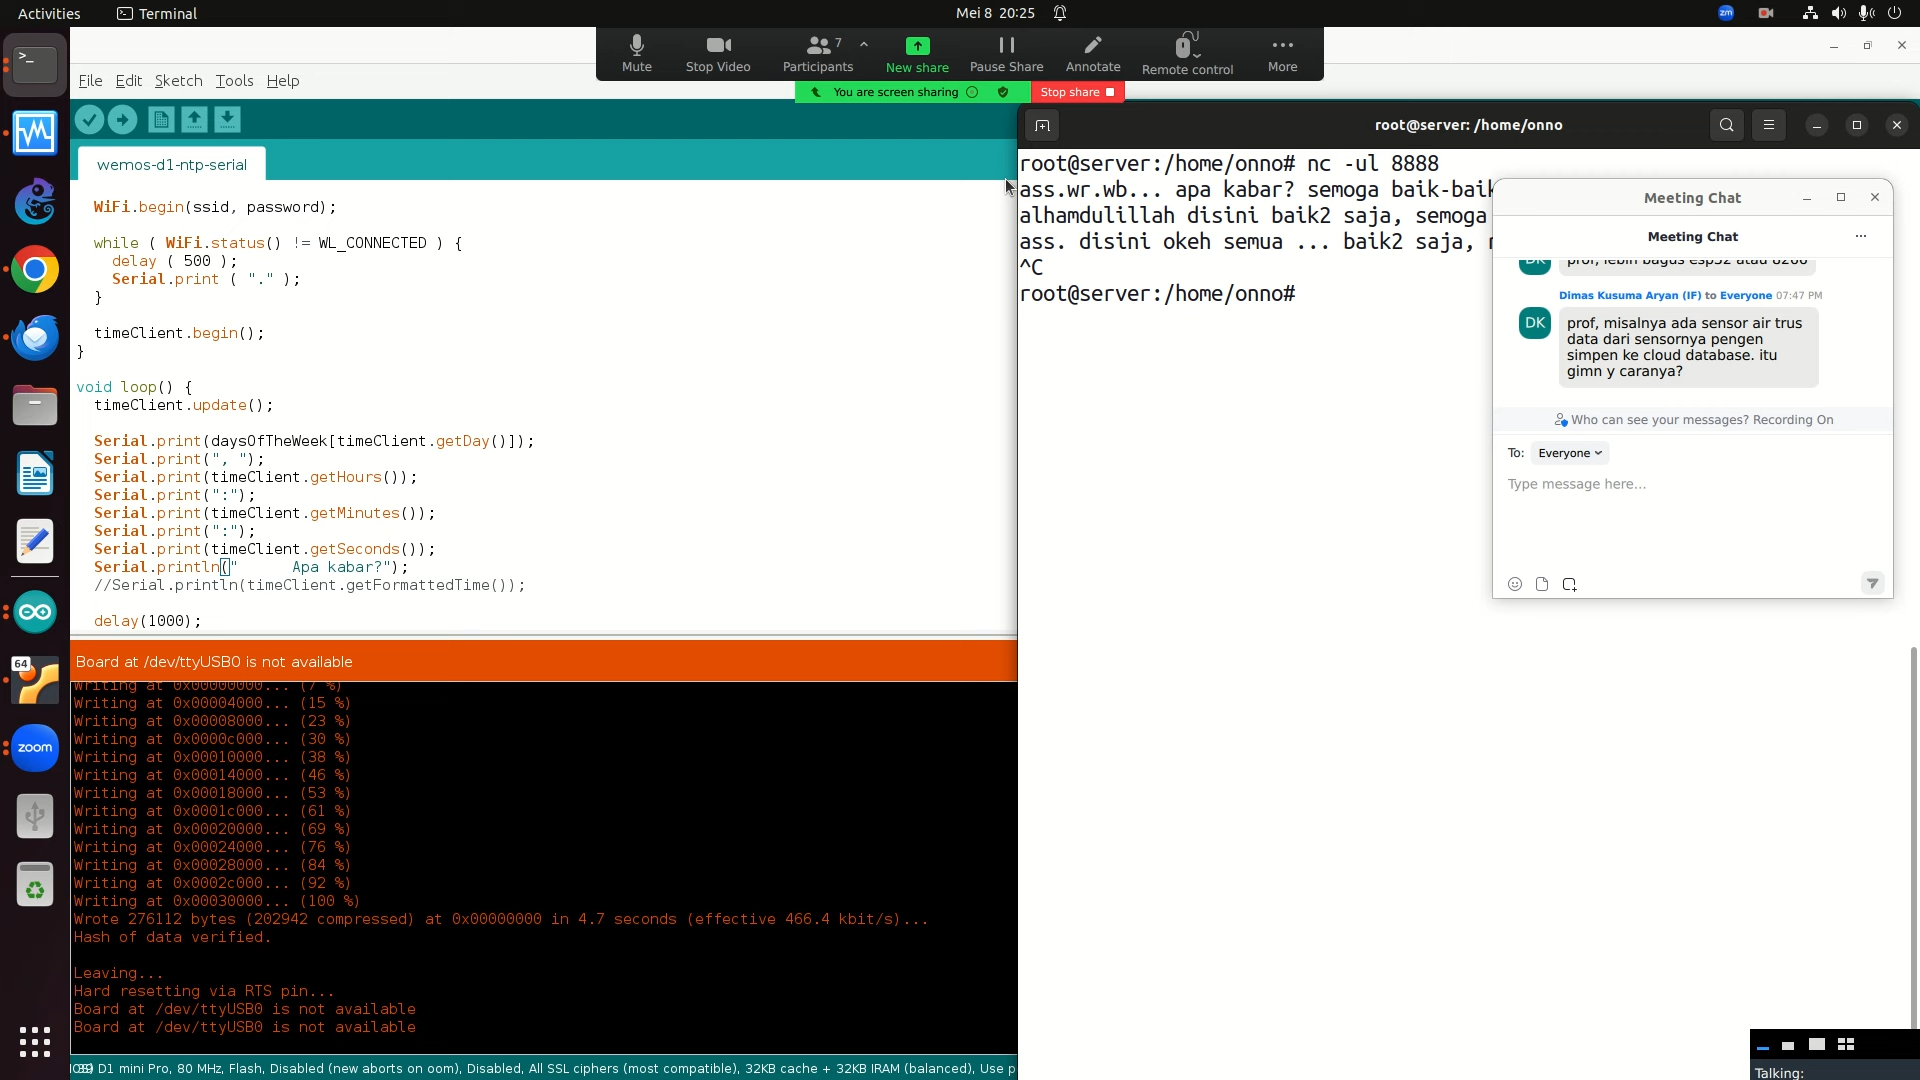 Activities
Terminal
Mei 8 20:25
zm
Mute
Stop Video
Participants
7
New share
Pause Share
Annotate
Remote control
More
You are screen sharing
Stop share
File Edit Sketch Tools Help
wemos-d1-ntp-serial
WiFi.begin(ssid, password);
while ( WiFi.status() != WL_CONNECTED ) {
delay ( 500 );
Serial.print ( "." );
}
timeClient.begin();
}
void loop() {
timeClient.update();
Serial.print(daysOfTheWeek[timeClient.getDay()]);
Serial.print(", ");
Serial.print(timeClient.getHours());
Serial.print(":");
Serial.print(timeClient.getMinutes());
Serial.print(":");
Serial.print(timeClient.getSeconds());
Serial.println("      Apa kabar?");
//Serial.println(timeClient.getFormattedTime());
delay(1000);
Board at /dev/ttyUSB0 is not available
Writing at 0x00000000... (7 %)
Writing at 0x00004000... (15 %)
Writing at 0x00008000... (23 %)
Writing at 0x0000c000... (30 %)
Writing at 0x00010000... (38 %)
Writing at 0x00014000... (46 %)
Writing at 0x00018000... (53 %)
Writing at 0x0001c000... (61 %)
Writing at 0x00020000... (69 %)
Writing at 0x00024000... (76 %)
Writing at 0x00028000... (84 %)
Writing at 0x0002c000... (92 %)
Writing at 0x00030000... (100 %)
Wrote 276112 bytes (202942 compressed) at 0x00000000 in 4.7 seconds (effective 466.4 kbit/s)...
Hash of data verified.
Leaving...
Hard resetting via RTS pin...
Board at /dev/ttyUSB0 is not available
Board at /dev/ttyUSB0 is not available
D1 mini Pro, 80 MHz, Flash, Disabled (new aborts on oom), Disabled, All SSL ciphers (most compatible), 32KB cache + 32KB IRAM (balanced), Use p
root@server: /home/onno
root@server:/home/onno# nc -ul 8888
ass.wr.wb... apa kabar? semoga baik-baik
alhamdulillah disini baik2 saja, semoga
ass. disini okeh semua ... baik2 saja,
^C
root@server:/home/onno#
Meeting Chat
Meeting Chat
DK
prof, lebih bagus esp32 atau 8266
Dimas Kusuma Aryan (IF) to Everyone 07:47 PM
DK
prof, misalnya ada sensor air trus
data dari sensornya pengen
simpen ke cloud database. itu
gimn y caranya?
Who can see your messages? Recording On
To: Everyone
Type message here...
64
zoom
Talking: